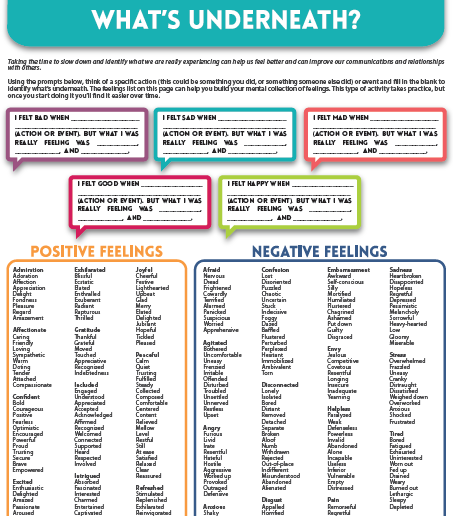 WHAT'S UNDERNEATH?
Taking the time to slow down and identify what we are really experiencing can help us feel better and can improve our communications and relationships
with others.
Using the prompts below, think of a specific action (this could be something you did, or something someone else did) or event and fill in the blank to
identify what's underneath. The feelings list on this page can help you build your mental collection of feelings. This type of activity takes practice, but
once you start doing it you'll find it easier over time.
I FELT BAD WHEN
(ACTION OR EVENT). BUT WHAT I WAS
REALLY FEELING WAS ,
, AND .
I FELT SAD WHEN
(ACTION OR EVENT). BUT WHAT I WAS
REALLY FEELING WAS ,
, AND .
I FELT MAD WHEN
(ACTION OR EVENT). BUT WHAT I WAS
REALLY FEELING WAS ,
, AND .
I FELT GOOD WHEN
(ACTION OR EVENT). BUT WHAT I WAS
REALLY FEELING WAS ,
, AND .
I FELT HAPPY WHEN
(ACTION OR EVENT). BUT WHAT I WAS
REALLY FEELING WAS ,
, AND .
POSITIVE FEELINGS
Admiration
Adoration
Affection
Appreciation
Delight
Fondness
Pleasure
Regard
Amazement
Affectionate
Caring
Friendly
Loving
Sympathetic
Warm
Doting
Tender
Attached
Compassionate
Confident
Bold
Courageous
Positive
Fearless
Optimistic
Encouraged
Powerful
Proud
Trusting
Secure
Brave
Empowered
Excited
Enthusiastic
Delighted
Amazed
Passionate
Aroused
Exhilarated
Blissful
Ecstatic
Elated
Enthralled
Exuberant
Radiant
Rapturous
Thrilled
Gratitude
Thankful
Grateful
Moved
Touched
Appreciative
Recognized
Indebtedness
Included
Engaged
Understood
Appreciated
Accepted
Acknowledged
Affirmed
Recognized
Welcomed
Connected
Supported
Heard
Respected
Involved
Intrigued
Absorbed
Fascinated
Interested
Charmed
Entertained
Captivated
Joyful
Cheerful
Festive
Lighthearted
Upbeat
Glad
Merry
Elated
Delighted
Jubilant
Hopeful
Tickled
Pleased
Peaceful
Calm
Quiet
Trusting
Fulfilled
Steady
Collected
Composed
Comfortable
Centered
Content
Relieved
Mellow
Level
Restful
Still
At ease
Satisfied
Relaxed
Clear
Reassured
Refreshed
Stimulated
Replenished
Exhilarated
Reinvigorated
NEGATIVE FEELINGS
Afraid
Nervous
Dread
Frightened
Cowardly
Terrified
Alarmed
Panicked
Suspicious
Worried
Apprehensive
Agitated
Bothered
Uncomfortable
Uneasy
Frenzied
Irritable
Offended
Disturbed
Troubled
Unsettled
Unnerved
Restless
Upset
Angry
Furious
Livid
Irate
Resentful
Hateful
Hostile
Aggressive
Worked up
Provoked
Outraged
Defensive
Anxious
Shaky
Confusion
Lost
Disoriented
Puzzled
Chaotic
Uncertain
Stuck
Indecisive
Foggy
Dazed
Baffled
Flustered
Perturbed
Perplexed
Hesitant
Immobilized
Ambivalent
Torn
Disconnected
Lonely
Isolated
Bored
Distant
Removed
Detached
Separate
Broken
Aloof
Numb
Withdrawn
Rejected
Out-of-place
Indifferent
Misunderstood
Abandoned
Alienated
Disgust
Appalled
Horrified
Embarrassment
Awkward
Self-conscious
Silly
Mortified
Humiliated
Flustered
Chagrined
Ashamed
Put down
Guilty
Disgraced
Envy
Jealous
Competitive
Covetous
Resentful
Longing
Insecure
Inadequate
Yearning
Helpless
Paralyzed
Weak
Defenseless
Powerless
Invalid
Abandoned
Alone
Incapable
Useless
Inferior
Vulnerable
Empty
Distressed
Pain
Remorseful
Regretful
Sadness
Heartbroken
Disappointed
Hopeless
Regretful
Depressed
Pessimistic
Melancholy
Sorrowful
Heavy-hearted
Low
Gloomy
Miserable
Stress
Overwhelmed
Frazzled
Uneasy
Cranky
Distraught
Dissatisfied
Weighed down
Overworked
Anxious
Shocked
Frustrated
Tired
Bored
Fatigued
Exhausted
Uninterested
Worn out
Fed up
Drained
Weary
Burned out
Lethargic
Sleepy
Depleted